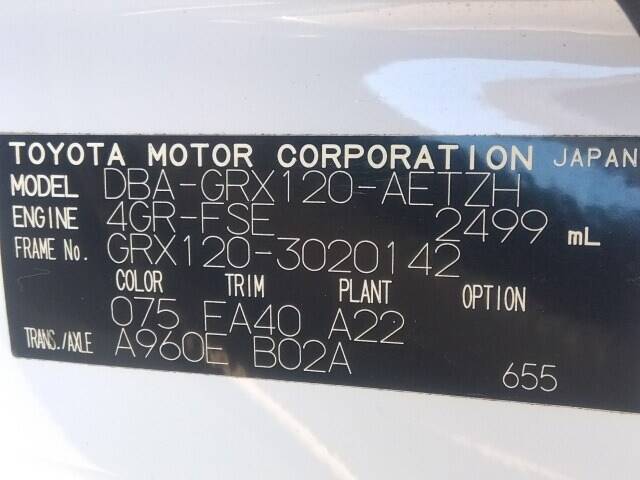 TOYOTA MOTOR CORPORATION JAPAN
MODEL DBA-GRX120-AETZH
ENGINE 4GR-FSE 2499 mL
FRAME No. GRX120-3020142
COLOR TRIM PLANT OPTION
075 FA40 A22
TRANS./AXLE A960E B02A
655